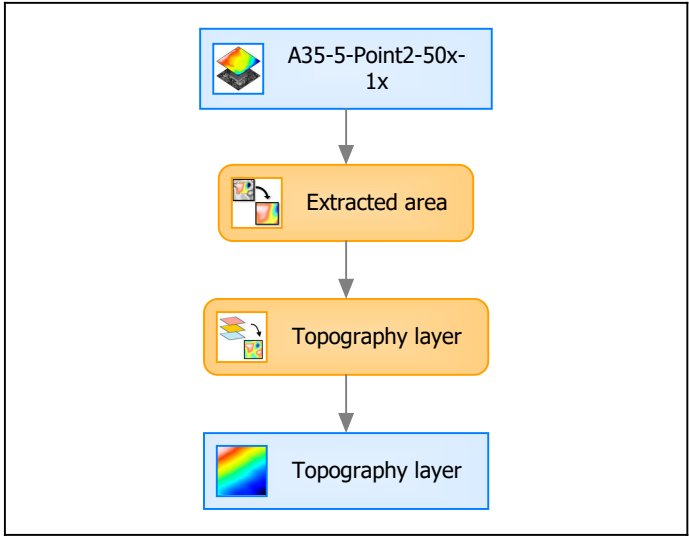 A35-5-Point2-50x-
1x
Extracted area
Topography layer
Topography layer